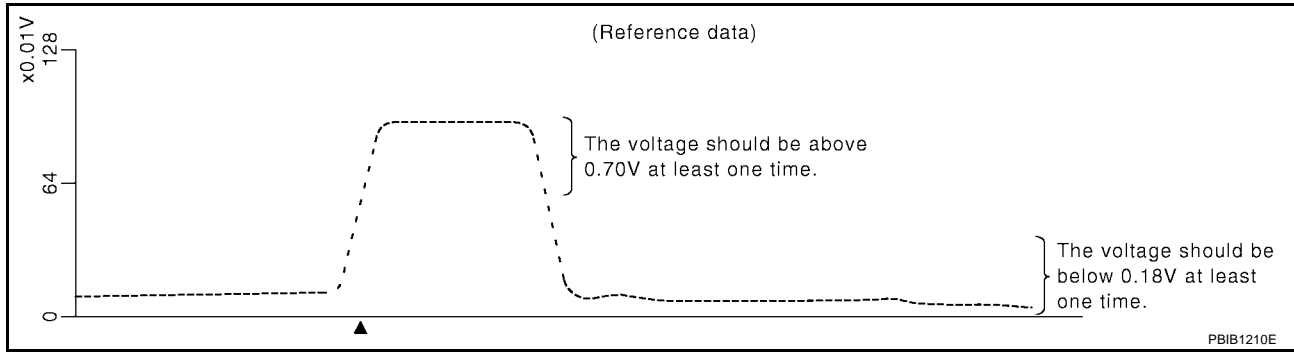 (Reference data)
x0.01V
128
64
0
The voltage should be above
0.70V at least one time.
The voltage should be
below 0.18V at least
one time.
PBIB1210E